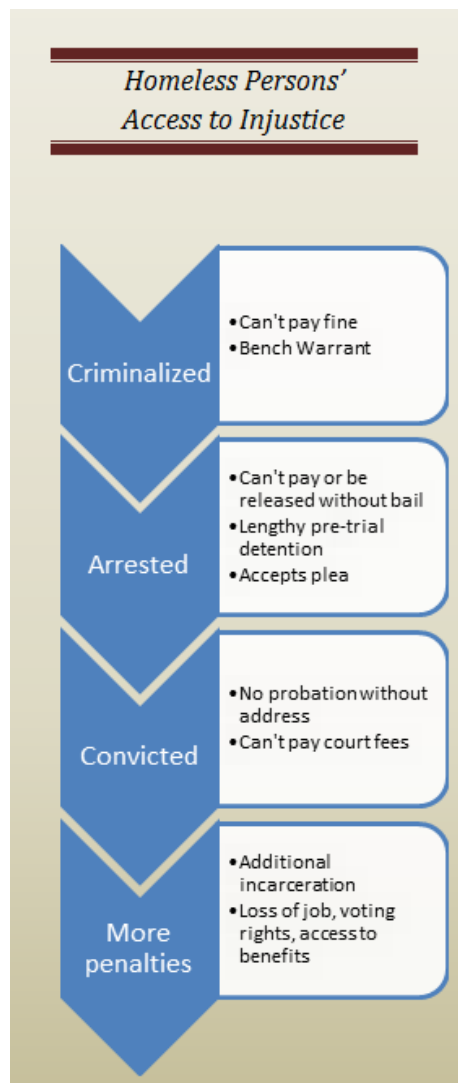 Homeless Persons’
Access to Injustice
Criminalized
•Can't pay fine
•Bench Warrant
Arrested
•Can't pay or be
released without bail
•Lengthy pre-trial
detention
•Accepts plea
Convicted
•No probation without
address
•Can't pay court fees
More
penalties
•Additional
incarceration
•Loss of job, voting
rights, access to
benefits